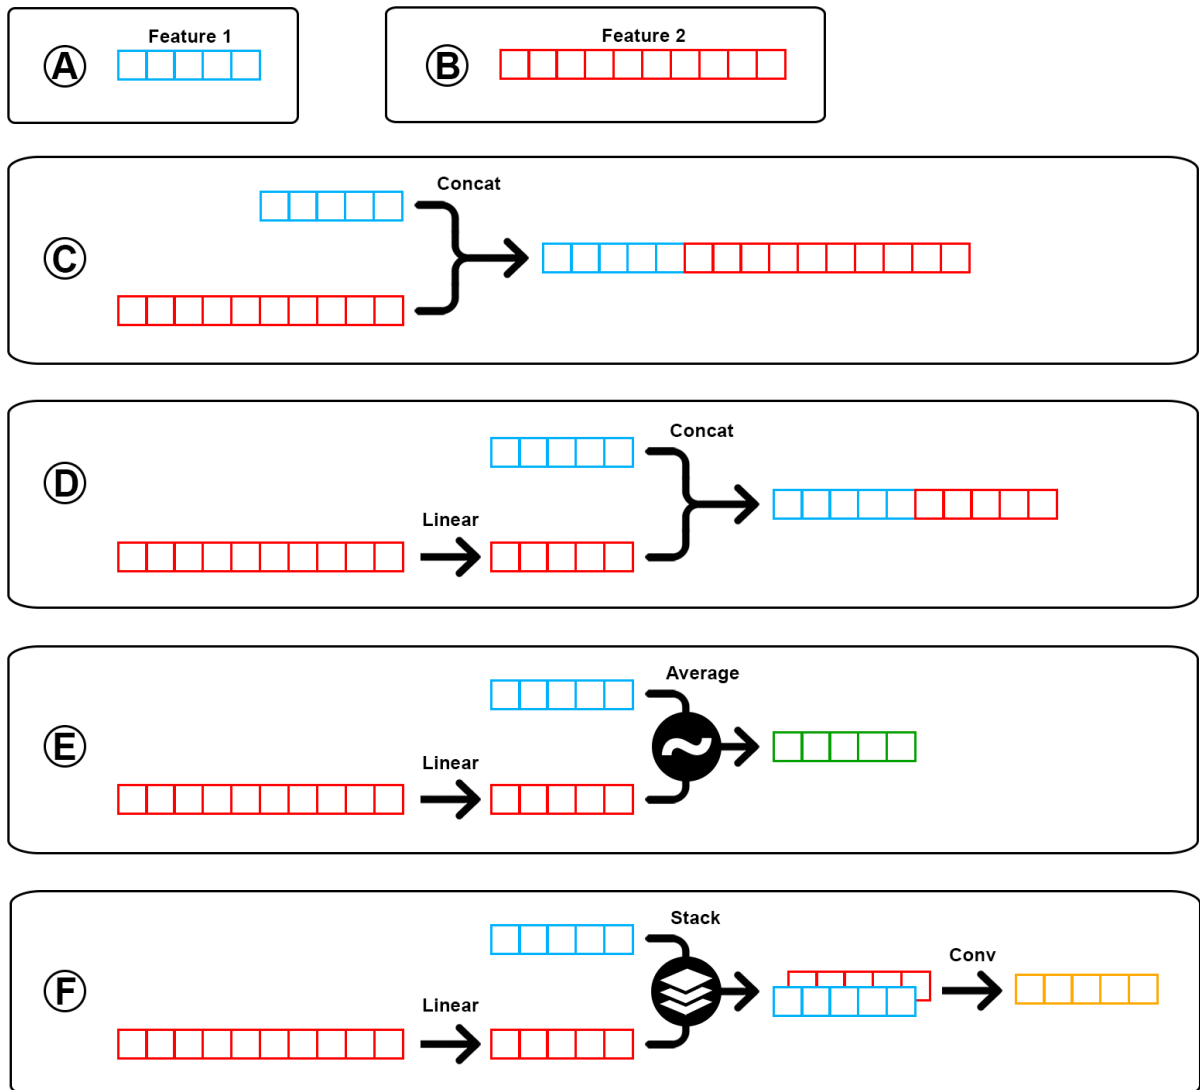 A
Feature 1
B
Feature 2
C
Concat
D
Linear
Concat
E
Linear
Average
F
Linear
Stack
Conv